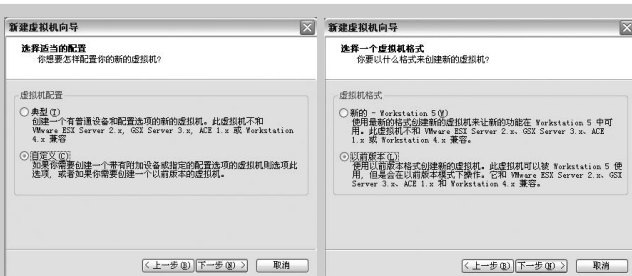 新建虚拟机向导
选择适当的配置
你想要怎样配置你的新的虚拟机?
虚拟机配置
典型(T)
创建一个有普通设备和配置选项的新的虚拟机。此虚拟机不和
VMware ESX Server 2.x, GSX Server 3.x, ACE 1.x 或 Workstation
4.x 兼容
自定义(C)
如果你需要创建一个带有附加设备或指定的配置选项的虚拟机则选项此
选项, 或者如果你需要创建一个以前版本的虚拟机。
<上一步(B) 下一步(N)> 取消
新建虚拟机向导
选择一个虚拟机格式
你要以什么格式来创建新的虚拟机?
虚拟机格式
新的 - Workstation 5(W)
使用最新的格式创建新的虚拟机来让新的功能在 Workstation 5 中可
用。此虚拟机不和 VMware ESX Server 2.x、GSX Server 3.x、ACE
1.x 或 Workstation 4.x 兼容。
以前版本(L)
使用以前版本格式创建新的虚拟机。此虚拟机可以被 Workstation 5 使
用, 但是会在以前版本模式下操作。它和 VMware ESX Server 2.x、GSX
Server 3.x、ACE 1.x 和 Workstation 4.x 兼容。
<上一步(B) 下一步(N)> 取消